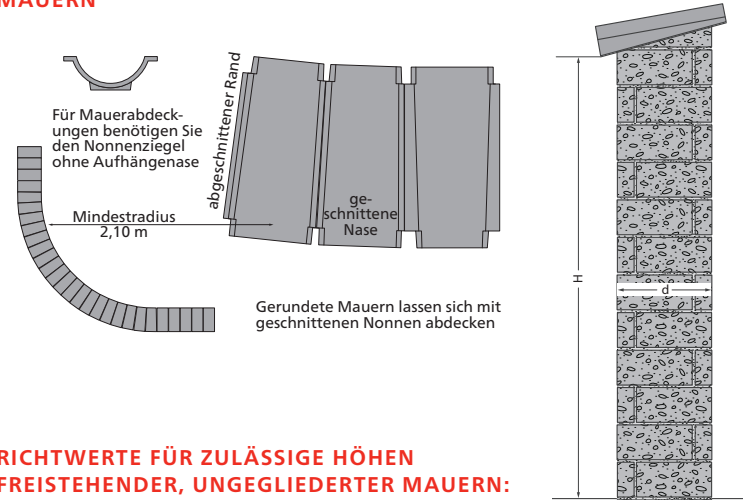 MAUERN
abgeschnittener Rand
Für Mauerabdeck-
ungen benötigen Sie
den Nonnenziegel
ohne Aufhängenase
ge-
schnittene
Nase
Mindestradius
2,10 m
H
d
Gerundete Mauern lassen sich mit
geschnittenen Nonnen abdecken
RICHTWERTE FÜR ZULÄSSIGE HÖHEN
FREISTEHENDER, UNGEGLIEDERTER MAUERN: